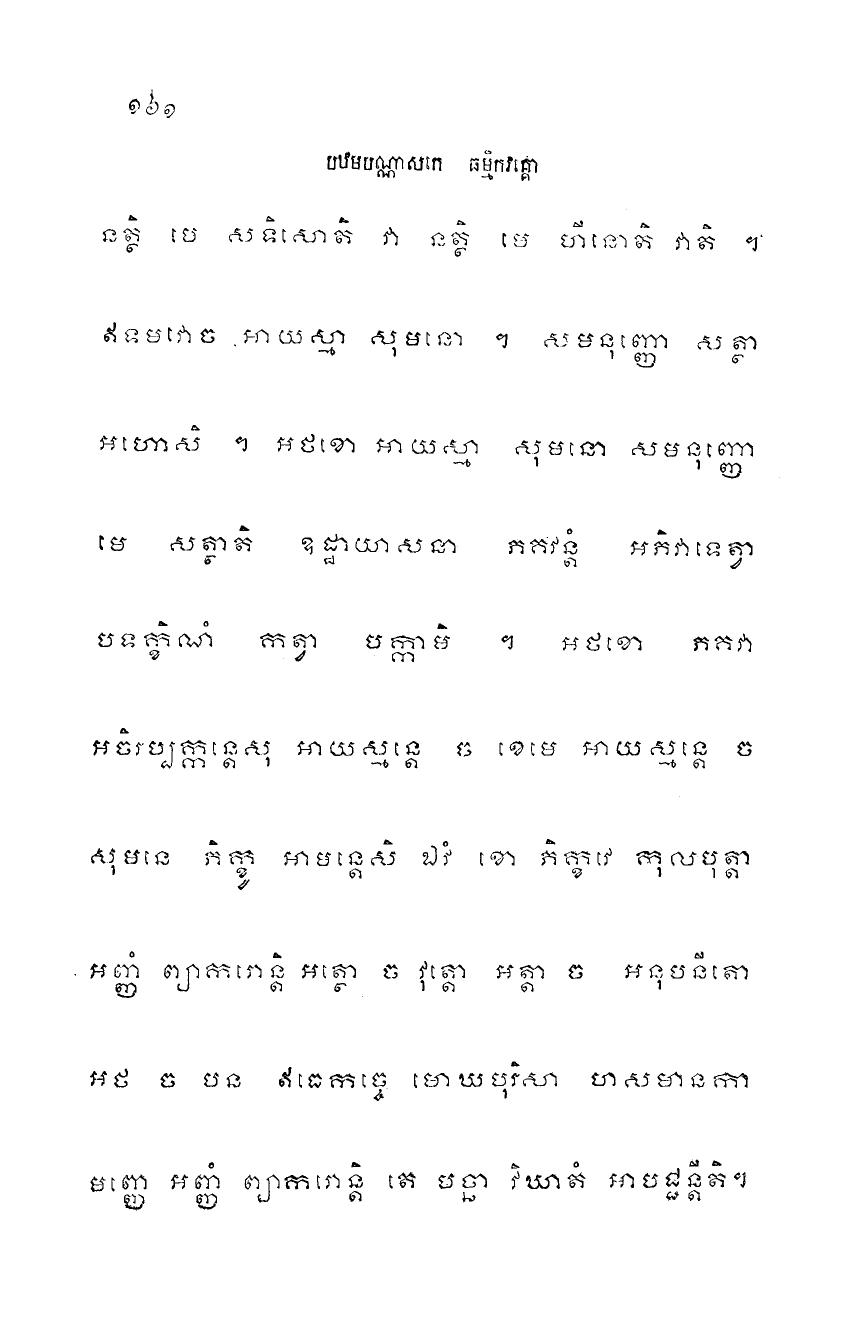 ១៦១
បឋមបណ្ណាសកេ ធម្មិកវគ្គោ
នត្ថិ មេ សទិសោតិ វា នត្ថិ មេ ហីនោតិ វាតិ ។
ឥទមវោច អាយស្មា សុមនោ ។ សមនុញ្ញោ សត្ថា
អហោសិ ។ អថខោ អាយស្មា សុមនោ សមនុញ្ញោ
មេ សត្ថាតិ ឧដ្ឋាយាសនា ភគវន្តំ អភិវាទេត្វា
បទក្ខិណំ កត្វា បក្កាមិ ។ អថខោ ភគវា
អចិរប្បក្កន្តេសុ អាយស្មន្តេ ច ខេមេ អាយស្មន្តេ ច
សុមនេ ភិក្ខូ អាមន្តេសិ ឯវំ ខោ ភិក្ខវេ កុលបុត្តា
អញ្ញំ ព្យាករោន្តិ អត្ថោ ច វុត្តោ អត្តា ច អនុបនីតោ
អថ ច បន ឥធេកច្ចេ មោឃបុរិសា ហសមានកា
មញ្ញេ អញ្ញំ ព្យាករោន្តិ តេ បច្ឆា វិឃាតំ អាបជ្ជន្តីតិ។